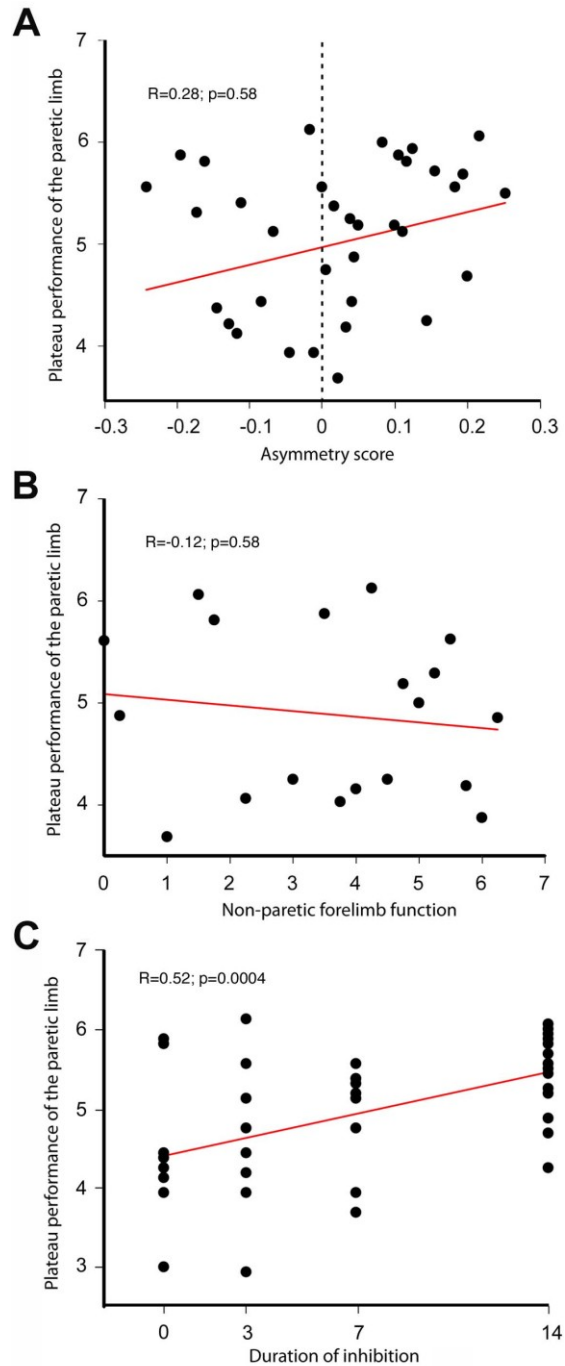 A
Plateau performance of the paretic limb
7
6
5
4
R=0.28; p=0.58
-0.3 -0.2 -0.1 0 0.1 0.2 0.3
Asymmetry score
B
Plateau performance of the paretic limb
7
6
5
4
R=-0.12; p=0.58
0 1 2 3 4 5 6 7
Non-paretic forelimb function
C
Plateau performance of the paretic limb
7
6
5
4
3
R=0.52; p=0.0004
0 3 7 14
Duration of inhibition